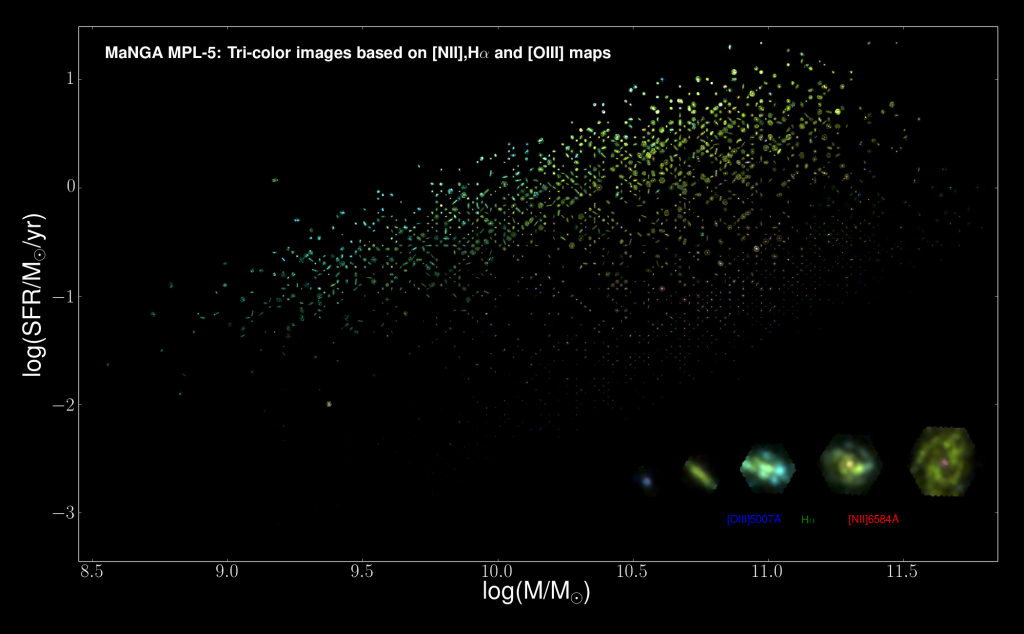 MaNGA MPL-5: Tri-color images based on [NII],Hα and [OIII] maps
log(SFR/M☉/yr)
1
0
−1
−2
−3
[OIII]5007Å Hα [NII]6584Å
8.5 9.0 9.5 10.0 10.5 11.0 11.5
log(M/M☉)